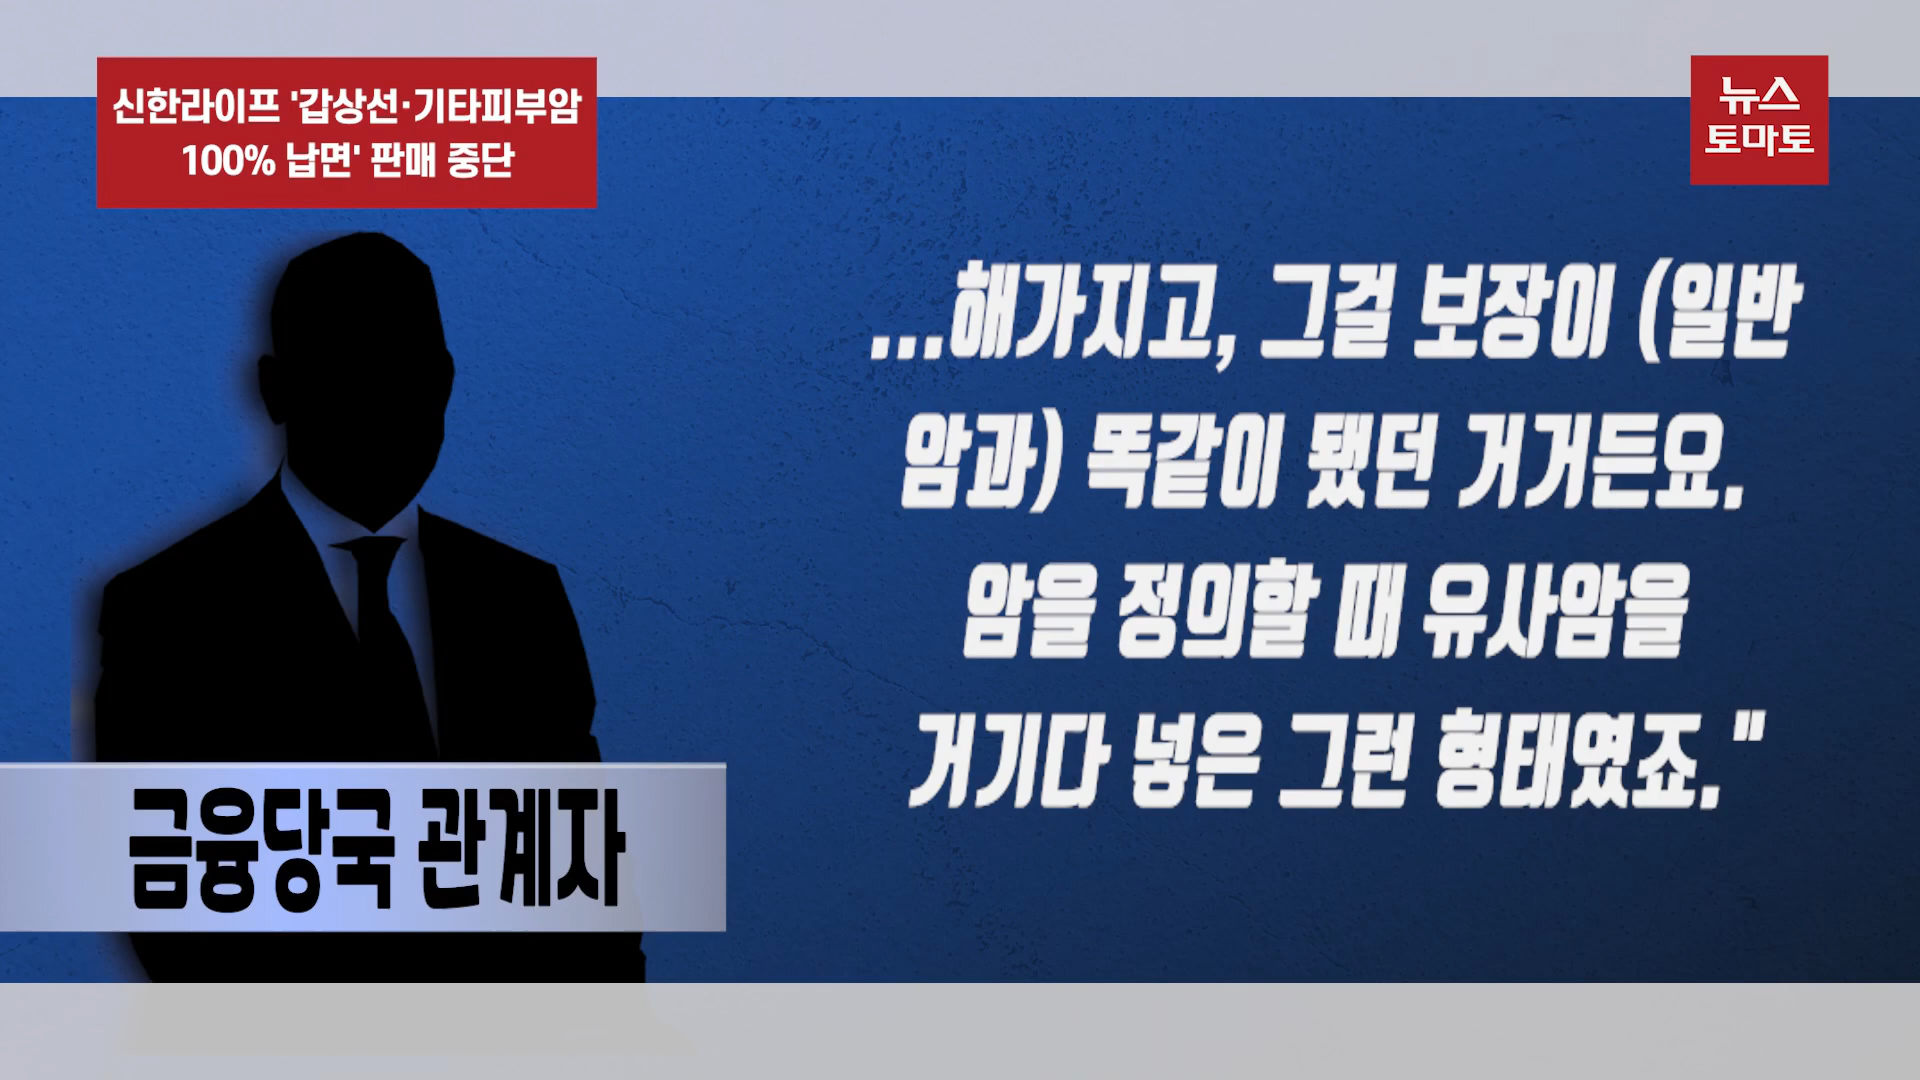 신한라이프 '갑상선·기타피부암
100% 납면' 판매 중단
뉴스
토마토
...해가지고, 그걸 보장이 (일반
암과) 똑같이 됐던 거거든요.
암을 정의할 때 유사암을
거기다 넣은 그런 형태였죠."
금융당국 관계자